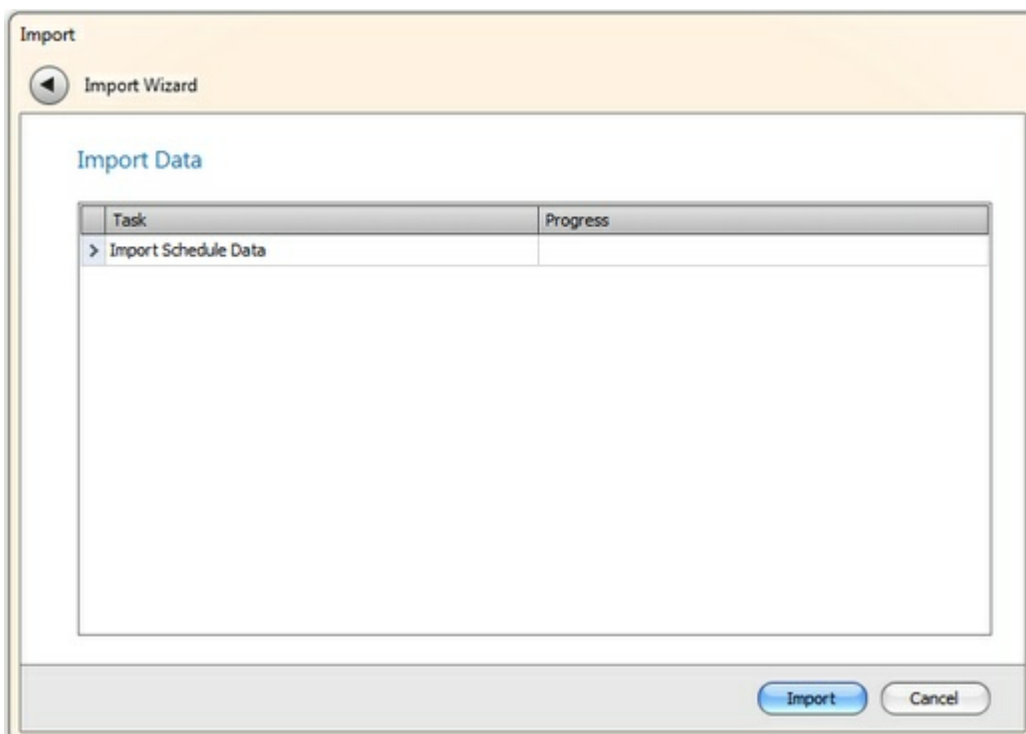 Import
Import Wizard
Import Data
Task Progress
Import Schedule Data
Import Cancel